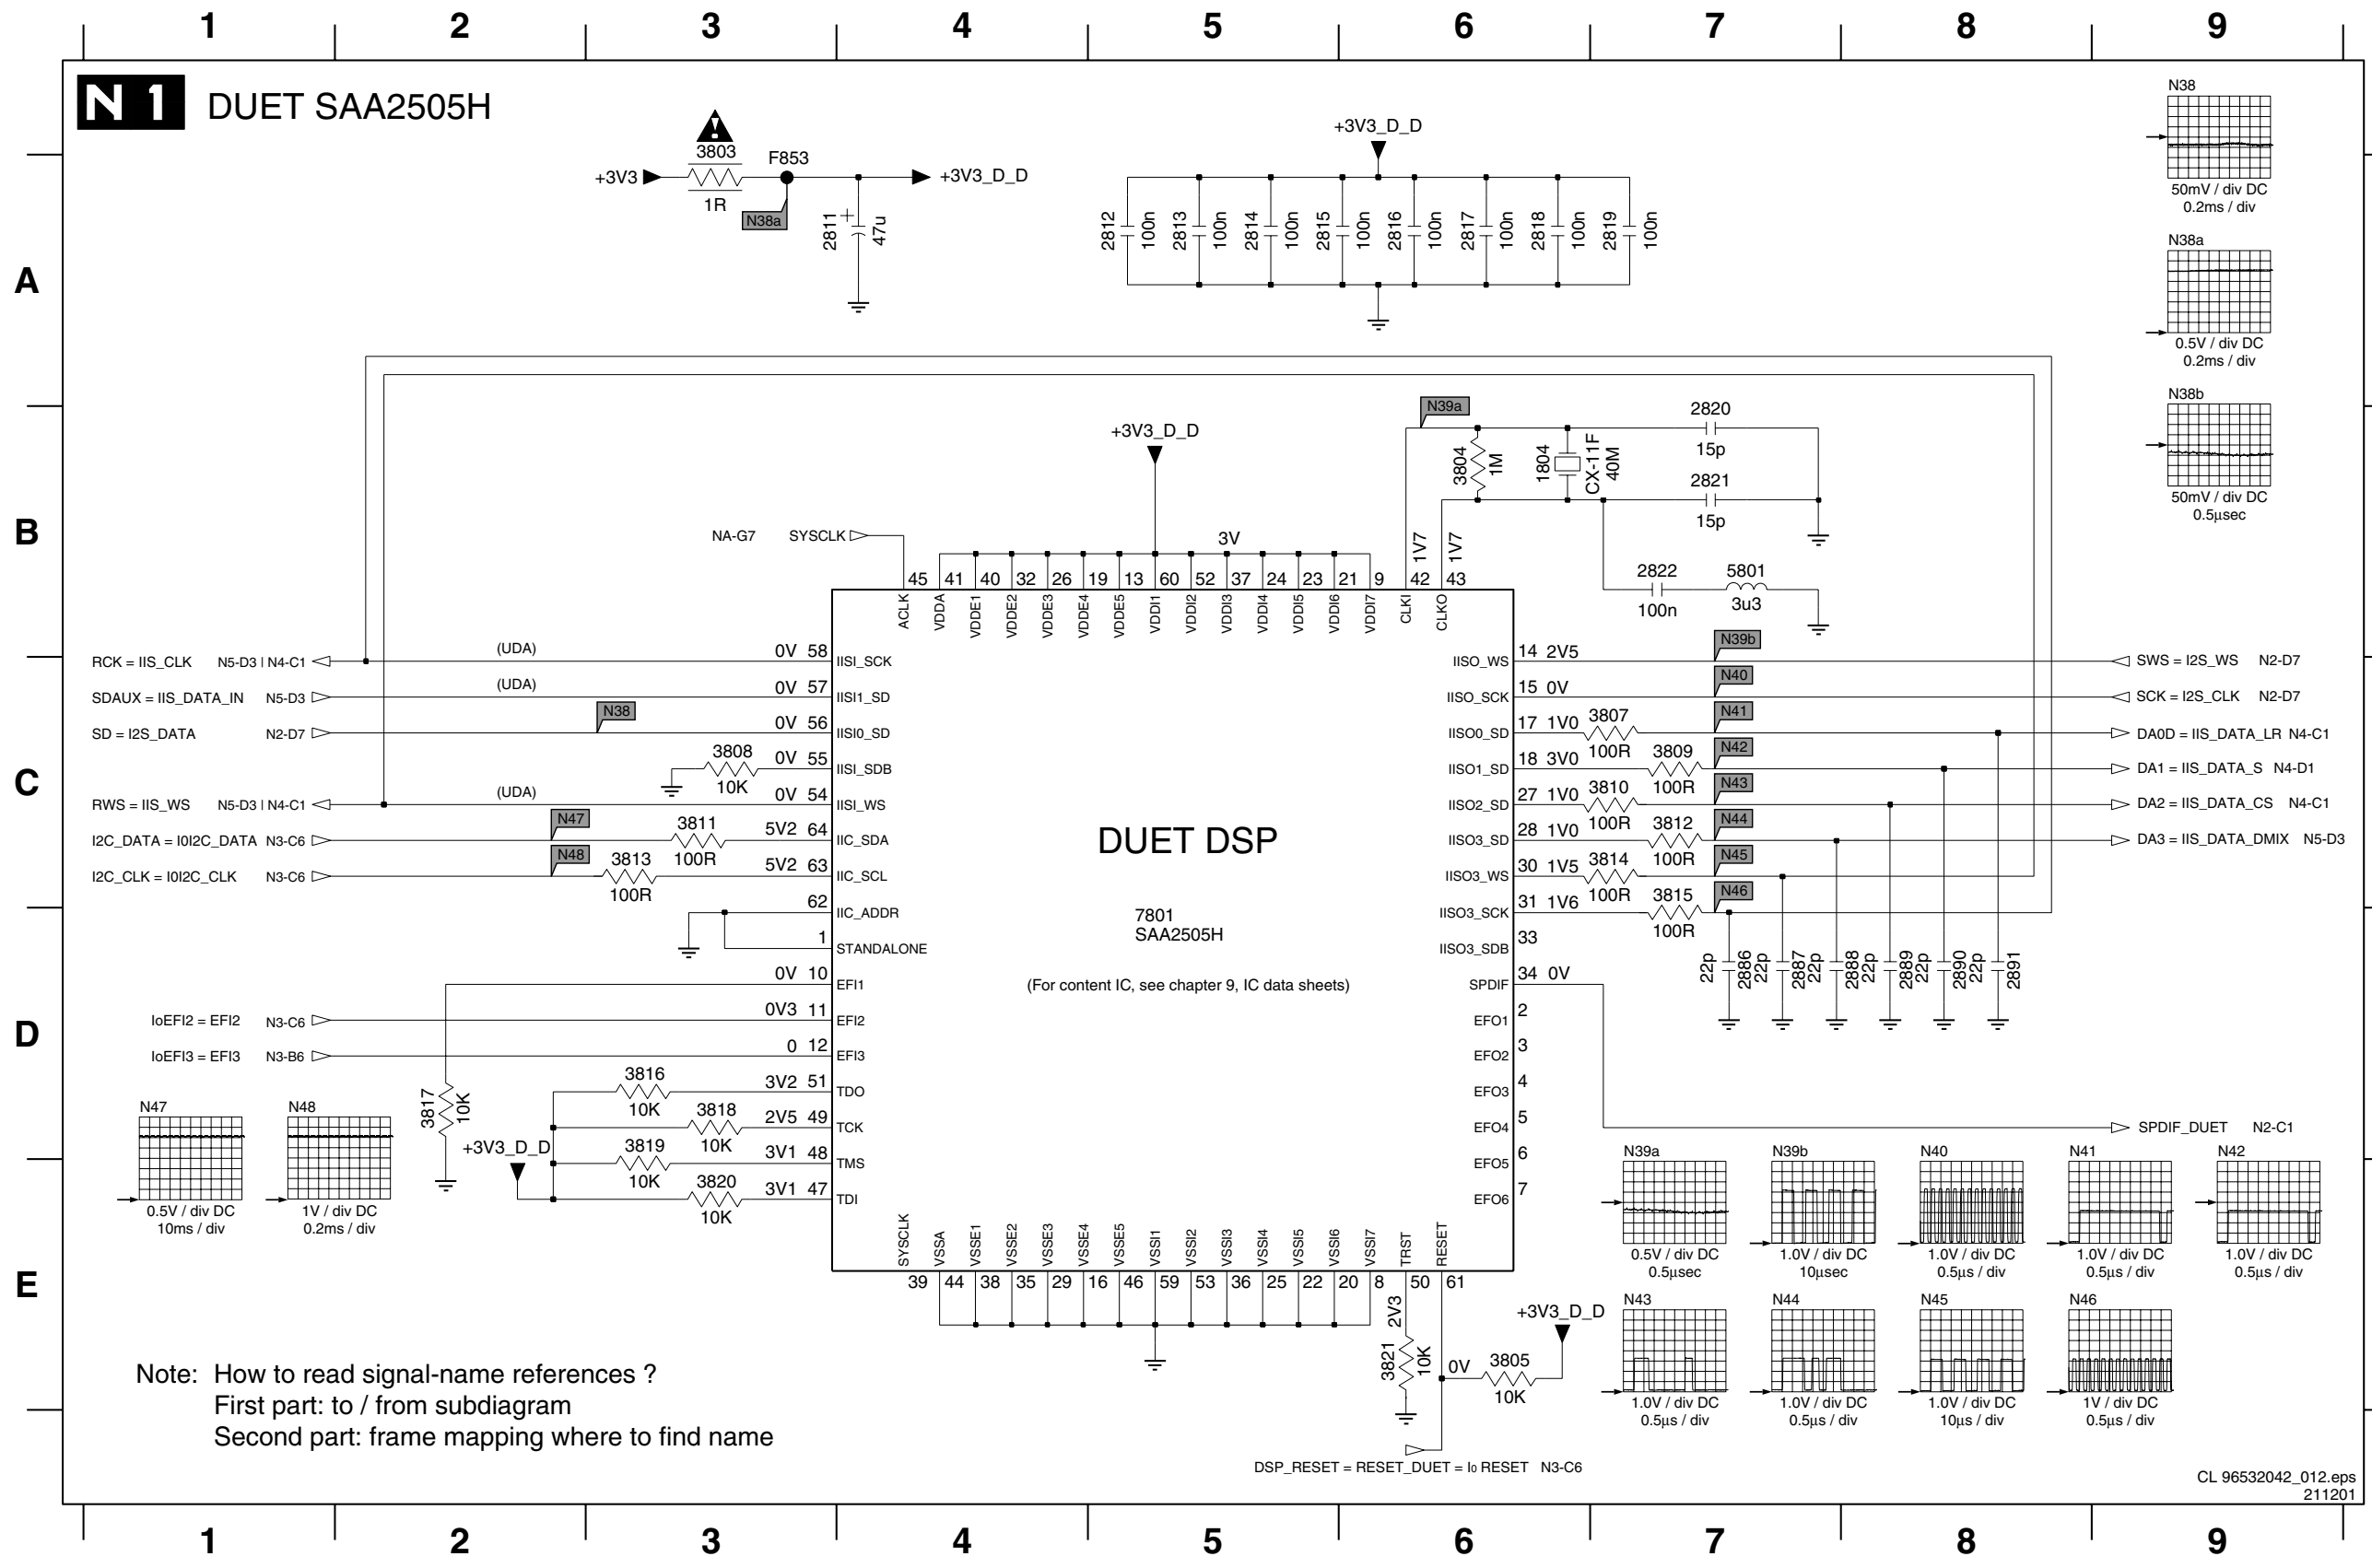 1 2 3 4 5 6 7 8 9
N 1 DUET SAA2505H
A
B
C
D
E
+3V3
3803
1R
F853
N38a
2811
47u
+3V3_D_D
+3V3_D_D
2812 100n
2813 100n
2814 100n
2815 100n
2816 100n
2817 100n
2818 100n
2819 100n
N38
50mV / div DC
0.2ms / div
N38a
0.5V / div DC
0.2ms / div
N38b
50mV / div DC
0.5µsec
N39a
2820
15p
3804
1M
1804
CX-11F
40M
2821
15p
2822
100n
5801
3u3
+3V3_D_D
3V
1V7
1V7
NA-G7 SYSCLK
45 41 40 32 26 19 13 60 52 37 24 23 21 9 42 43
ACLK VDDA VDDE1 VDDE2 VDDE3 VDDE4 VDDE5 VDDI1 VDDI2 VDDI3 VDDI4 VDDI5 VDDI6 VDDI7 CLKI CLKO
RCK = IIS_CLK N5-D3 | N4-C1 (UDA) 0V 58 IISI_SCK
SDAUX = IIS_DATA_IN N5-D3 (UDA) 0V 57 IISI1_SD
SD = I2S_DATA N2-D7 N38 0V 56 IISI0_SD
3808 10K 0V 55 IISI_SDB
RWS = IIS_WS N5-D3 | N4-C1 (UDA) 0V 54 IISI_WS
I2C_DATA = I0I2C_DATA N3-C6 N47 3811 100R 5V2 64 IIC_SDA
I2C_CLK = I0I2C_CLK N3-C6 N48 3813 100R 5V2 63 IIC_SCL
62 IIC_ADDR
1 STANDALONE
0V 10 EFI1
IoEFI2 = EFI2 N3-C6 0V3 11 EFI2
IoEFI3 = EFI3 N3-B6 0 12 EFI3
3816 10K 3V2 51 TDO
3818 10K 2V5 49 TCK
3819 10K 3V1 48 TMS
3820 10K 3V1 47 TDI
3817
10K
+3V3_D_D
DUET DSP
7801
SAA2505H
(For content IC, see chapter 9, IC data sheets)
IISO_WS 14 2V5 N39b SWS = I2S_WS N2-D7
IISO_SCK 15 0V N40 SCK = I2S_CLK N2-D7
IISO0_SD 17 1V0 3807 100R N41 DA0D = IIS_DATA_LR N4-C1
IISO1_SD 18 3V0 3809 100R N42 DA1 = IIS_DATA_S N4-D1
IISO2_SD 27 1V0 3810 100R N43 DA2 = IIS_DATA_CS N4-C1
IISO3_SD 28 1V0 3812 100R N44 DA3 = IIS_DATA_DMIX N5-D3
IISO3_WS 30 1V5 3814 100R N45
IISO3_SCK 31 1V6 3815 100R N46
IISO3_SDB 33
SPDIF 34 0V
EFO1 2
EFO2 3
EFO3 4
EFO4 5
EFO5 6
EFO6 7
22p 2886
22p 2887
22p 2888
22p 2889
22p 2890
22p 2891
SPDIF_DUET N2-C1
SYSCLK VSSA VSSE1 VSSE2 VSSE3 VSSE4 VSSE5 VSSI1 VSSI2 VSSI3 VSSI4 VSSI5 VSSI6 VSSI7 TRST RESET
39 44 38 35 29 16 46 59 53 36 25 22 20 8 50 61
2V3
3821
10K
0V
3805
10K
+3V3_D_D
DSP_RESET = RESET_DUET = I0 RESET N3-C6
N47
0.5V / div DC
10ms / div
N48
1V / div DC
0.2ms / div
N39a
0.5V / div DC
0.5µsec
N39b
1.0V / div DC
10µsec
N40
1.0V / div DC
0.5µs / div
N41
1.0V / div DC
0.5µs / div
N42
1.0V / div DC
0.5µs / div
N43
1.0V / div DC
0.5µs / div
N44
1.0V / div DC
0.5µs / div
N45
1.0V / div DC
10µs / div
N46
1V / div DC
0.5µs / div
Note: How to read signal-name references ?
First part: to / from subdiagram
Second part: frame mapping where to find name
CL 96532042_012.eps
211201
1 2 3 4 5 6 7 8 9